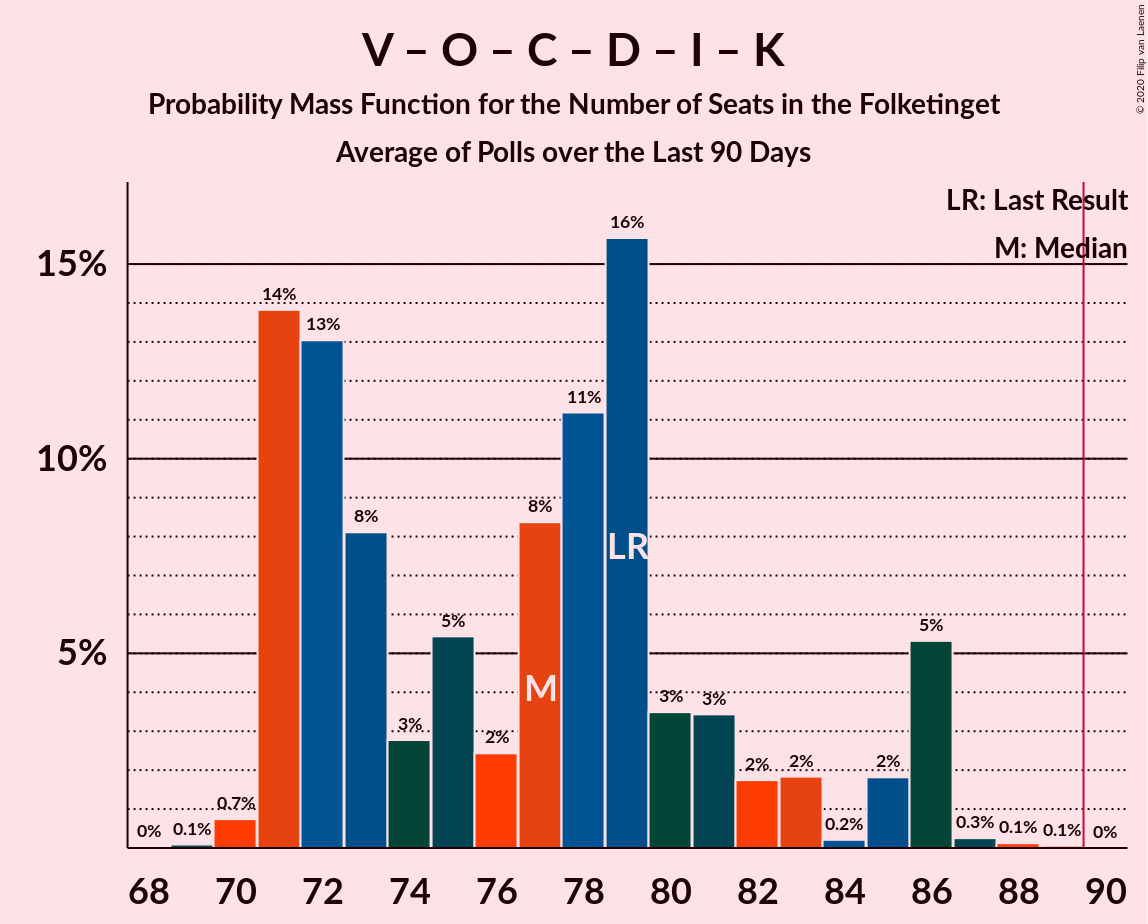 V – O – C – D – I – K
Probability Mass Function for the Number of Seats in the Folketinget
Average of Polls over the Last 90 Days
© 2020 Filip van Laenen
LR: Last Result
M: Median
15%
10%
5%
0%
0.1%
0.7%
14%
13%
8%
3%
5%
2%
8%
11%
16%
3%
3%
2%
2%
0.2%
2%
5%
0.3%
0.1%
0.1%
0%
M
LR
68 70 72 74 76 78 80 82 84 86 88 90